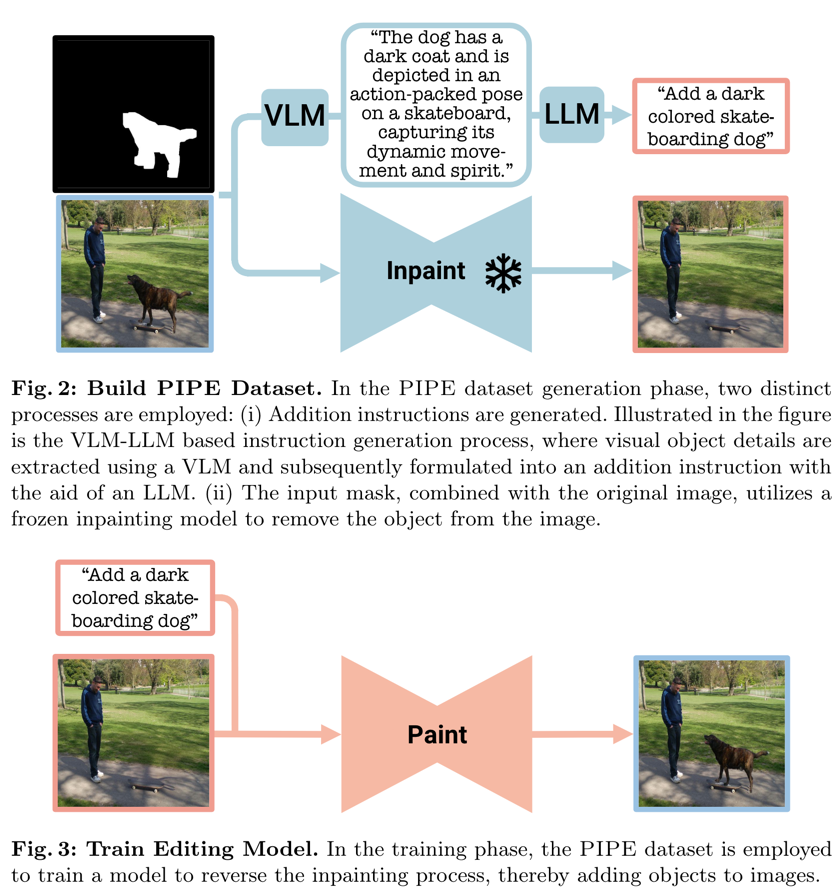 “The dog has a
dark coat and is
depicted in an
action-packed pose
on a skateboard,
capturing its
dynamic move-
ment and spirit.”
VLM
LLM
“Add a dark
colored skate-
boarding dog”
Inpaint
Fig. 2: Build PIPE Dataset. In the PIPE dataset generation phase, two distinct
processes are employed: (i) Addition instructions are generated. Illustrated in the figure
is the VLM-LLM based instruction generation process, where visual object details are
extracted using a VLM and subsequently formulated into an addition instruction with
the aid of an LLM. (ii) The input mask, combined with the original image, utilizes a
frozen inpainting model to remove the object from the image.
“Add a dark
colored skate-
boarding dog”
Paint
Fig. 3: Train Editing Model. In the training phase, the PIPE dataset is employed
to train a model to reverse the inpainting process, thereby adding objects to images.